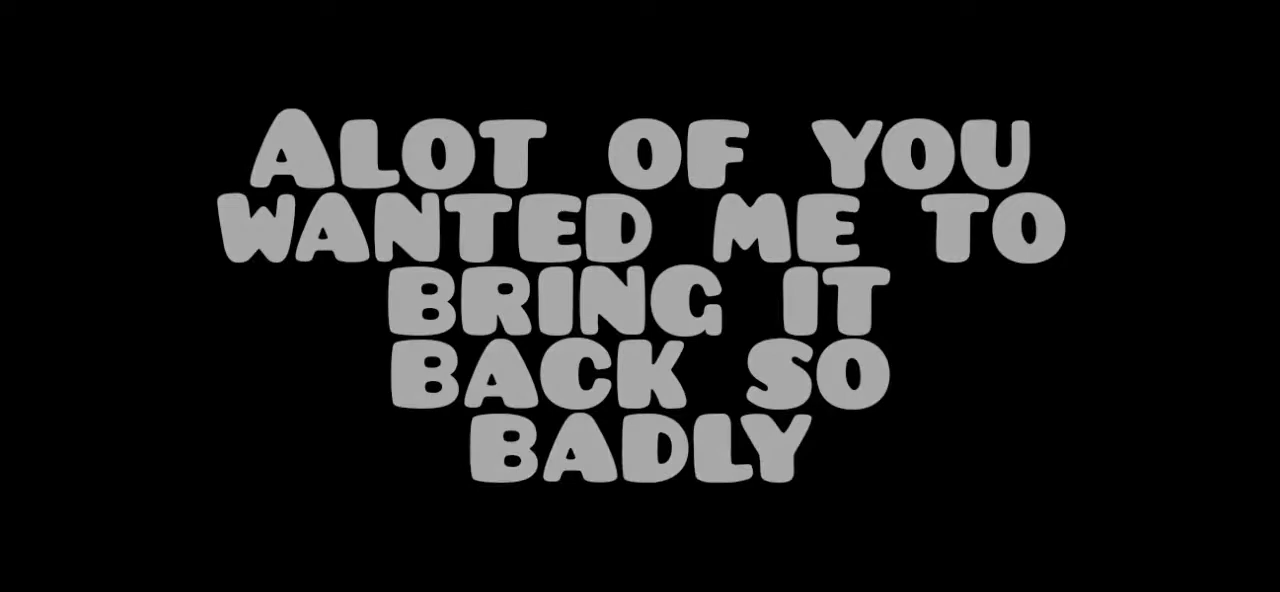 ALOT OF YOU
WANTED ME TO
BRING IT
BACK SO
BADLY